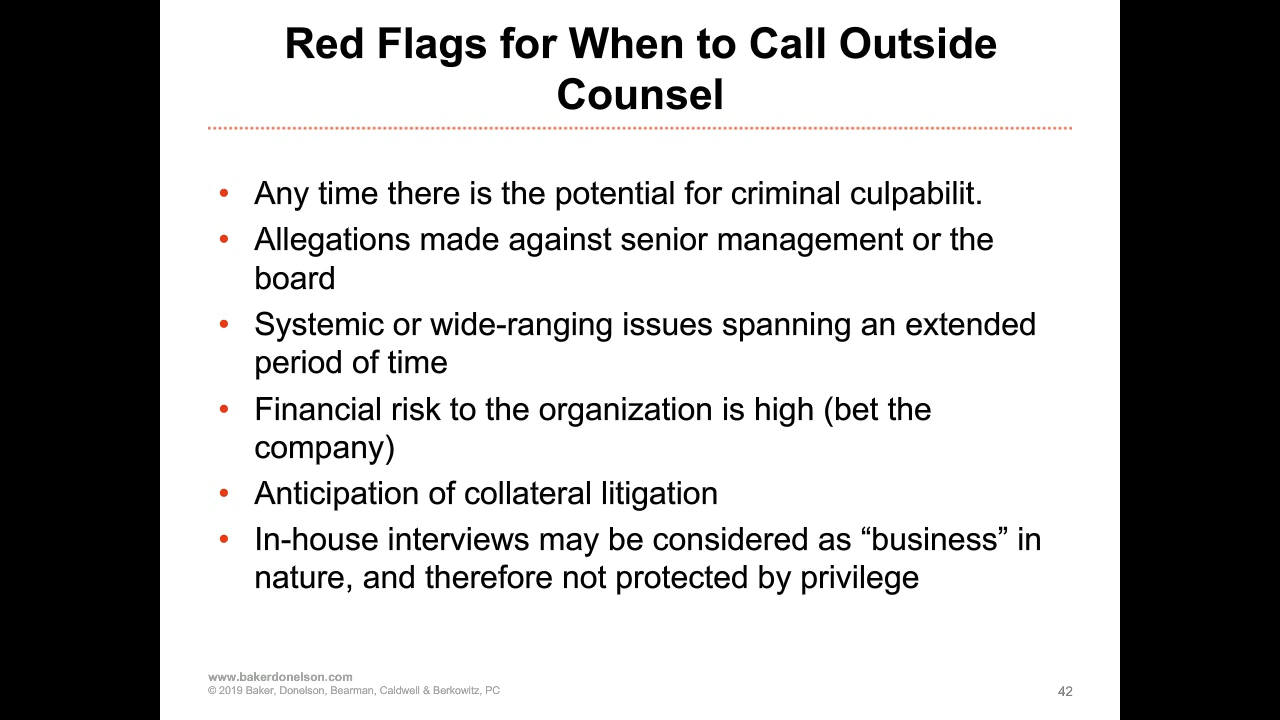 Red Flags for When to Call Outside
Counsel
• Any time there is the potential for criminal culpabilit.
• Allegations made against senior management or the
board
• Systemic or wide-ranging issues spanning an extended
period of time
• Financial risk to the organization is high (bet the
company)
• Anticipation of collateral litigation
• In-house interviews may be considered as “business” in
nature, and therefore not protected by privilege
www.bakerdonelson.com
© 2019 Baker, Donelson, Bearman, Caldwell & Berkowitz, PC
42